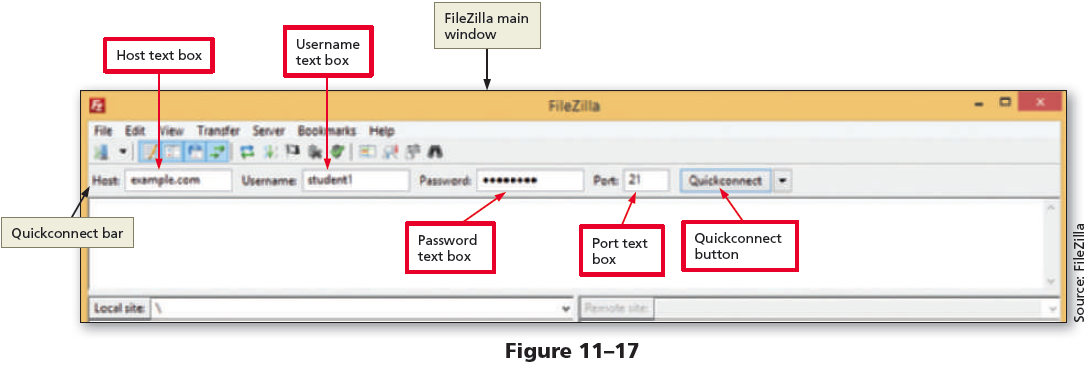 FileZilla main
window
Host text box
Username
text box
Fz
FileZilla
File Edit View Transfer Server Bookmarks Help
Host: example.com Username: student1 Password: •••••••• Port: 21 Quickconnect
Quickconnect bar
Password
text box
Port text
box
Quickconnect
button
Local site: \ Remote site:
Source: FileZilla
Figure 11–17